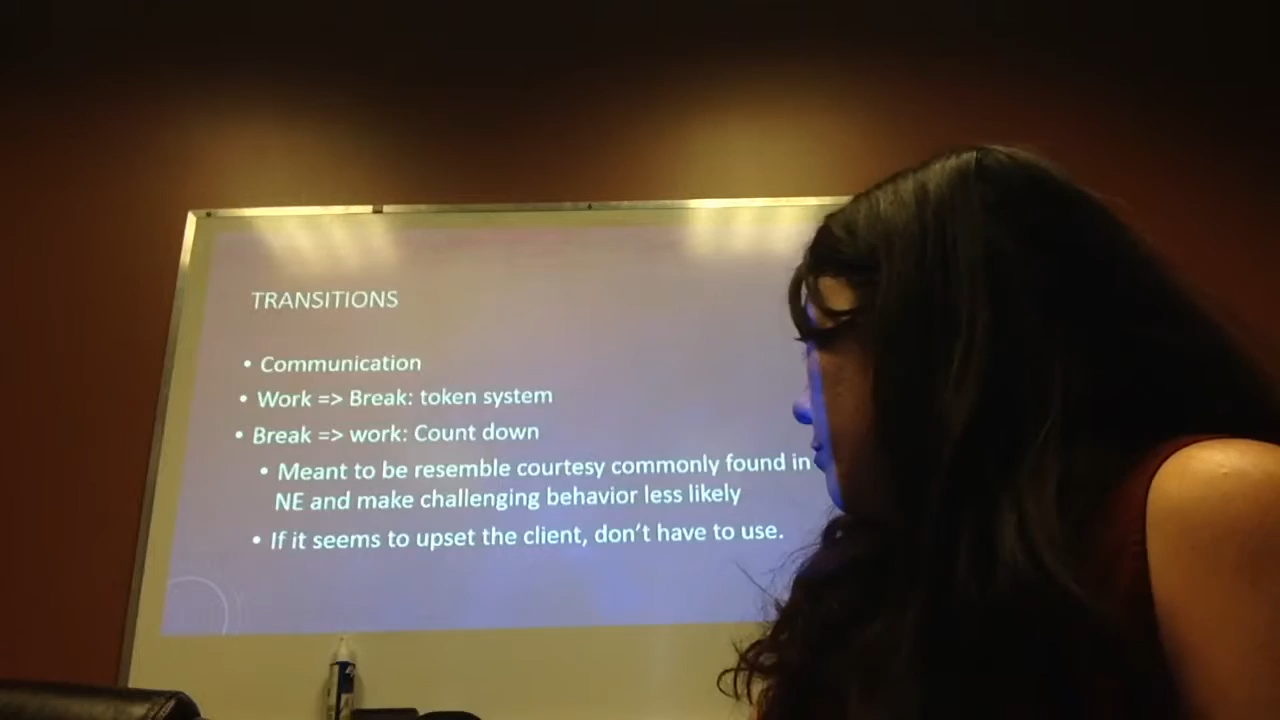 TRANSITIONS
• Communication
• Work => Break: token system
• Break => work: Count down
• Meant to be resemble courtesy commonly found in
NE and make challenging behavior less likely
• If it seems to upset the client, don't have to use.